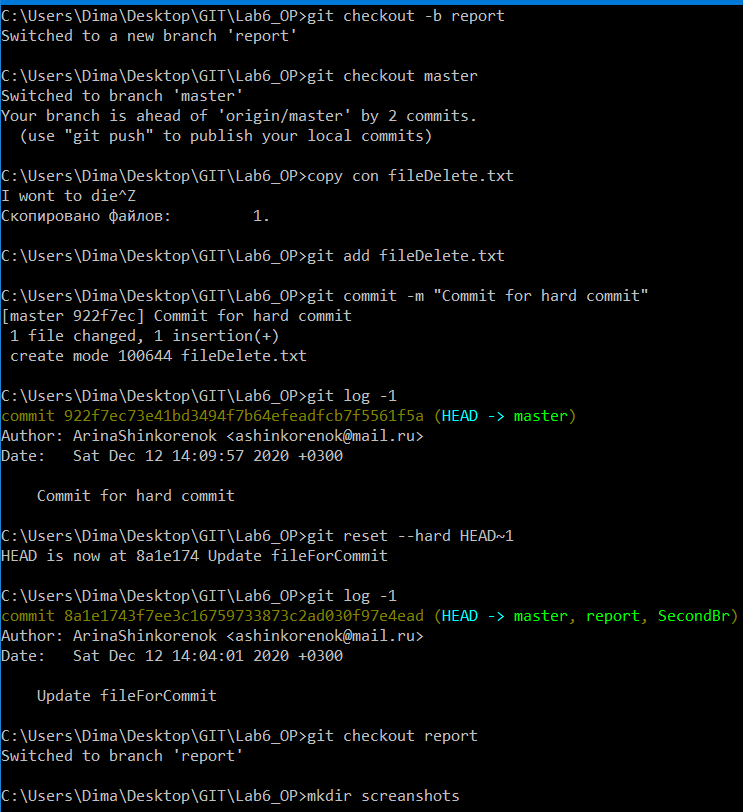 C:\Users\Dima\Desktop\GIT\Lab6_OP>git checkout -b report
Switched to a new branch 'report'
C:\Users\Dima\Desktop\GIT\Lab6_OP>git checkout master
Switched to branch 'master'
Your branch is ahead of 'origin/master' by 2 commits.
  (use "git push" to publish your local commits)
C:\Users\Dima\Desktop\GIT\Lab6_OP>copy con fileDelete.txt
I wont to die^Z
Скопировано файлов:         1.
C:\Users\Dima\Desktop\GIT\Lab6_OP>git add fileDelete.txt
C:\Users\Dima\Desktop\GIT\Lab6_OP>git commit -m "Commit for hard commit"
[master 922f7ec] Commit for hard commit
 1 file changed, 1 insertion(+)
 create mode 100644 fileDelete.txt
C:\Users\Dima\Desktop\GIT\Lab6_OP>git log -1
commit 922f7ec73e41bd3494f7b64efeadfcb7f5561f5a (HEAD -> master)
Author: ArinaShinkorenok <ashinkorenok@mail.ru>
Date:   Sat Dec 12 14:09:57 2020 +0300
    Commit for hard commit
C:\Users\Dima\Desktop\GIT\Lab6_OP>git reset --hard HEAD~1
HEAD is now at 8a1e174 Update fileForCommit
C:\Users\Dima\Desktop\GIT\Lab6_OP>git log -1
commit 8a1e1743f7ee3c16759733873c2ad030f97e4ead (HEAD -> master, report, SecondBr)
Author: ArinaShinkorenok <ashinkorenok@mail.ru>
Date:   Sat Dec 12 14:04:01 2020 +0300
    Update fileForCommit
C:\Users\Dima\Desktop\GIT\Lab6_OP>git checkout report
Switched to branch 'report'
C:\Users\Dima\Desktop\GIT\Lab6_OP>mkdir screanshots